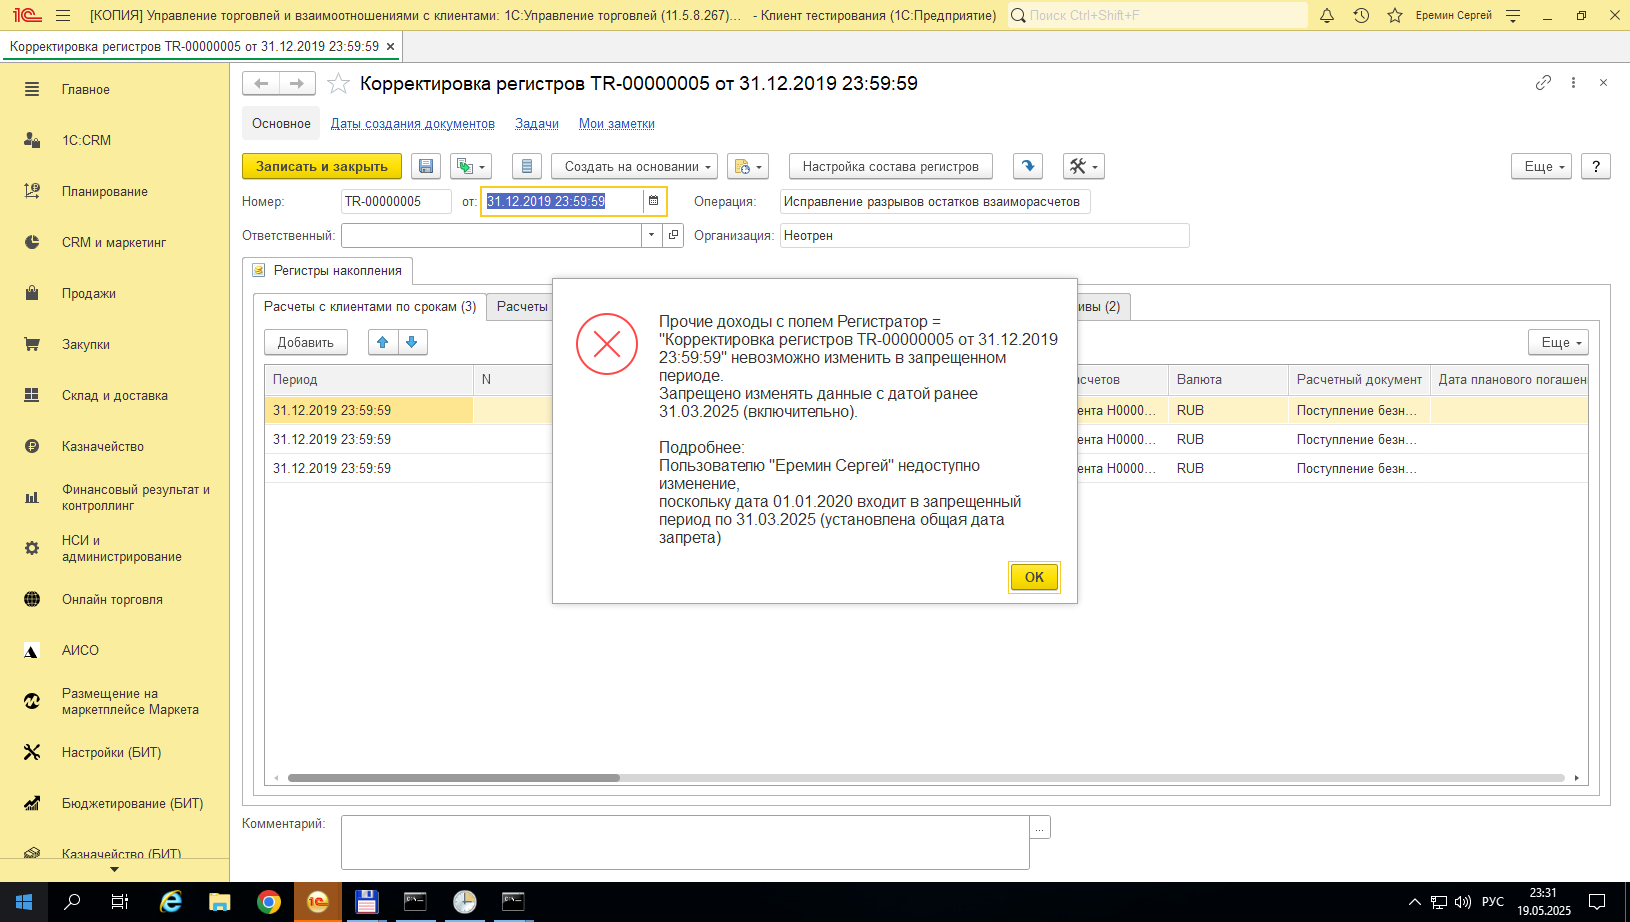 [КОПИЯ] Управление торговлей и взаимоотношениями с клиентами: 1С:Управление торговлей (11.5.8.267)... - Клиент тестирования (1С:Предприятие)
Поиск Ctrl+Shift+F
Еремин Сергей
Корректировка регистров TR-00000005 от 31.12.2019 23:59:59 ×
Главное
1С:CRM
Планирование
CRM и маркетинг
Продажи
Закупки
Склад и доставка
Казначейство
Финансовый результат и
контроллинг
НСИ и
администрирование
Онлайн торговля
АИСО
Размещение на
маркетплейсе Маркета
Настройки (БИТ)
Бюджетирование (БИТ)
Казначейство (БИТ)
Корректировка регистров TR-00000005 от 31.12.2019 23:59:59
Основное Даты создания документов Задачи Мои заметки
Записать и закрыть Создать на основании Настройка состава регистров Еще ?
Номер: TR-00000005 от: 31.12.2019 23:59:59 Операция: Исправление разрывов остатков взаиморасчетов
Ответственный: Организация: Неотрен
Регистры накопления
Расчеты с клиентами по срокам (3) Расчеты ивы (2)
Добавить Еще
Период N счетов Валюта Расчетный документ Дата планового погашен
31.12.2019 23:59:59 ента Н0000... RUB Поступление безн...
31.12.2019 23:59:59 ента Н0000... RUB Поступление безн...
31.12.2019 23:59:59 ента Н0000... RUB Поступление безн...
Прочие доходы с полем Регистратор =
"Корректировка регистров TR-00000005 от 31.12.2019
23:59:59" невозможно изменить в запрещенном
периоде.
Запрещено изменять данные с датой ранее
31.03.2025 (включительно).
Подробнее:
Пользователю "Еремин Сергей" недоступно
изменение,
поскольку дата 01.01.2020 входит в запрещенный
период по 31.03.2025 (установлена общая дата
запрета)
ОК
Комментарий:
...
РУС
23:31
19.05.2025